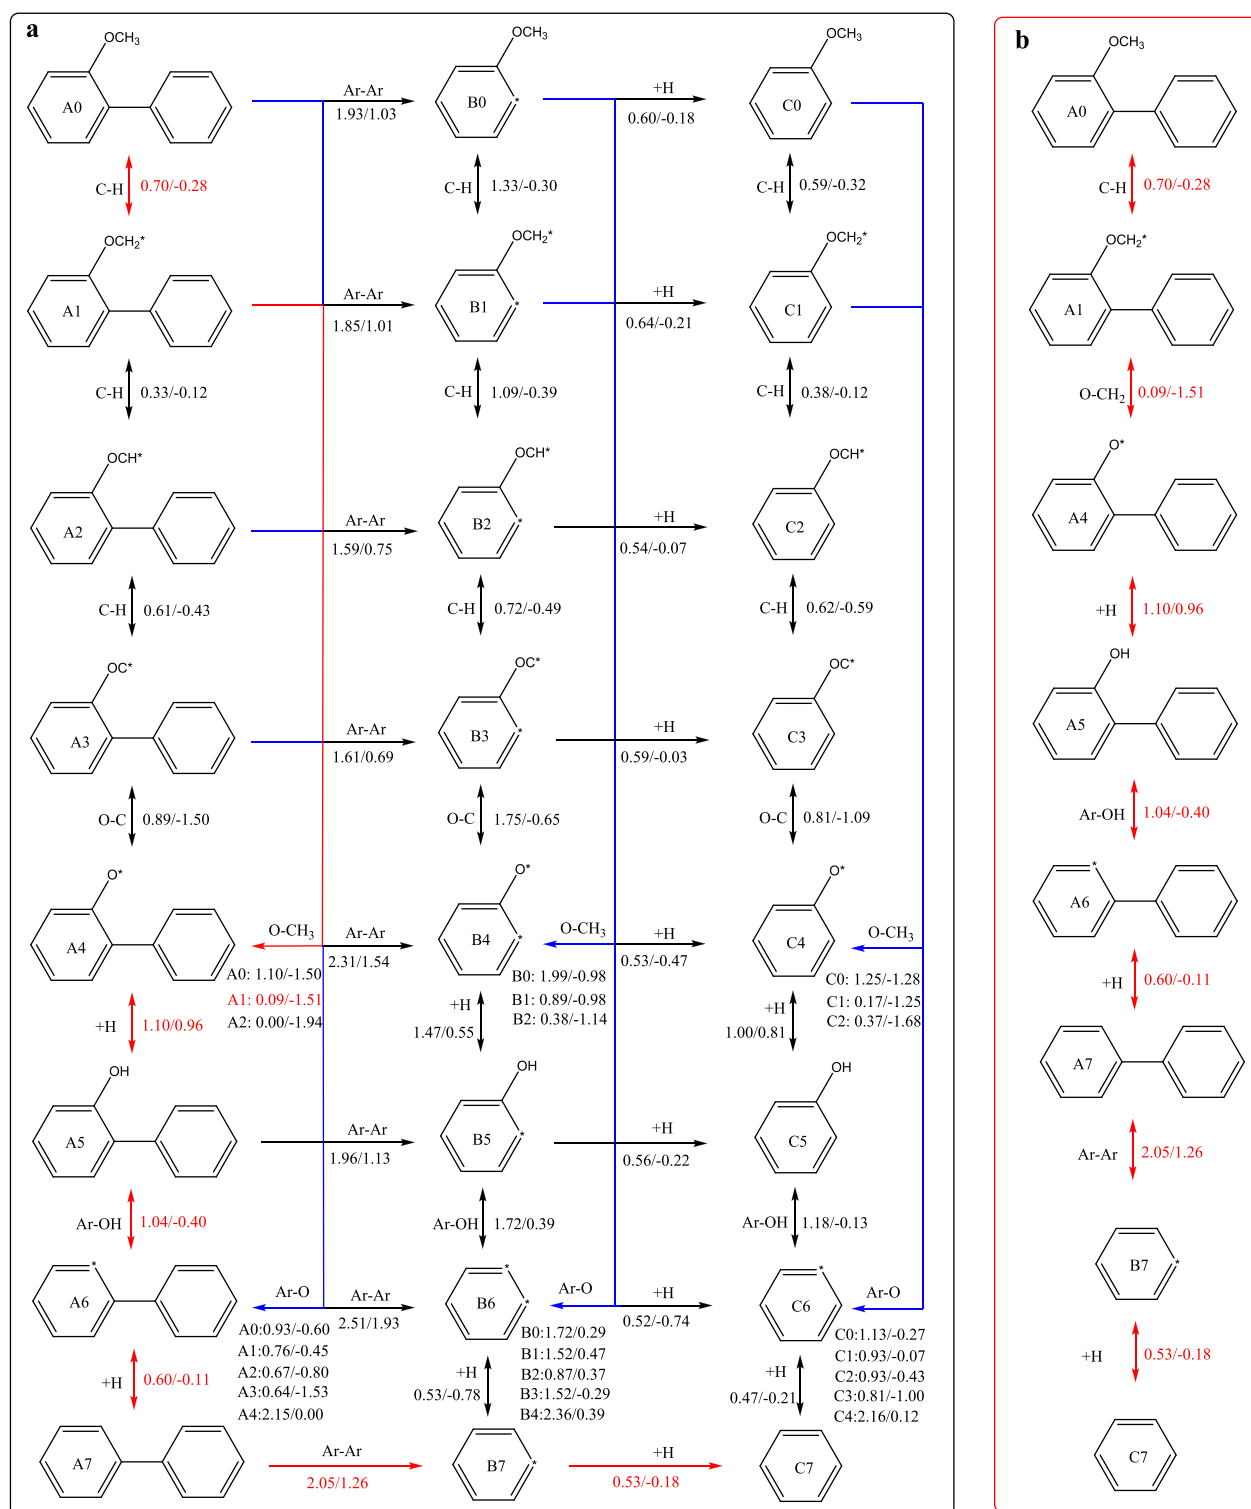 a
OCH3
A0
Ar-Ar
1.93/1.03
OCH3
B0
+H
0.60/-0.18
OCH3
C0
C-H
0.70/-0.28
C-H
1.33/-0.30
C-H
0.59/-0.32
OCH2*
A1
Ar-Ar
1.85/1.01
OCH2*
B1
+H
0.64/-0.21
OCH2*
C1
C-H
0.33/-0.12
C-H
1.09/-0.39
C-H
0.38/-0.12
OCH*
A2
Ar-Ar
1.59/0.75
OCH*
B2
*
+H
0.54/-0.07
OCH*
C2
C-H
0.61/-0.43
C-H
0.72/-0.49
C-H
0.62/-0.59
OC*
A3
Ar-Ar
1.61/0.69
OC*
B3
*
+H
0.59/-0.03
OC*
C3
O-C
0.89/-1.50
O-C
1.75/-0.65
O-C
0.81/-1.09
O*
A4
O-CH3
Ar-Ar
2.31/1.54
A0: 1.10/-1.50
A1: 0.09/-1.51
A2: 0.00/-1.94
O*
B4
*
O-CH3
+H
0.53/-0.47
B0: 1.99/-0.98
B1: 0.89/-0.98
B2: 0.38/-1.14
O*
C4
O-CH3
C0: 1.25/-1.28
C1: 0.17/-1.25
C2: 0.37/-1.68
+H
1.10/0.96
+H
1.47/0.55
+H
1.00/0.81
OH
A5
Ar-Ar
1.96/1.13
OH
B5
*
+H
0.56/-0.22
OH
C5
Ar-OH
1.04/-0.40
Ar-OH
1.72/0.39
Ar-OH
1.18/-0.13
*
A6
Ar-O
Ar-Ar
2.51/1.93
A0:0.93/-0.60
A1:0.76/-0.45
A2:0.67/-0.80
A3:0.64/-1.53
A4:2.15/0.00
*
B6
*
Ar-O
+H
0.52/-0.74
B0:1.72/0.29
B1:1.52/0.47
B2:0.87/0.37
B3:1.52/-0.29
B4:2.36/0.39
*
C6
Ar-O
C0:1.13/-0.27
C1:0.93/-0.07
C2:0.93/-0.43
C3:0.81/-1.00
C4:2.16/0.12
+H
0.60/-0.11
+H
0.53/-0.78
+H
0.47/-0.21
A7
Ar-Ar
2.05/1.26
B7
*
+H
0.53/-0.18
C7
b
OCH3
A0
C-H
0.70/-0.28
OCH2*
A1
O-CH2
0.09/-1.51
O*
A4
+H
1.10/0.96
OH
A5
Ar-OH
1.04/-0.40
*
A6
+H
0.60/-0.11
A7
Ar-Ar
2.05/1.26
B7
*
+H
0.53/-0.18
C7